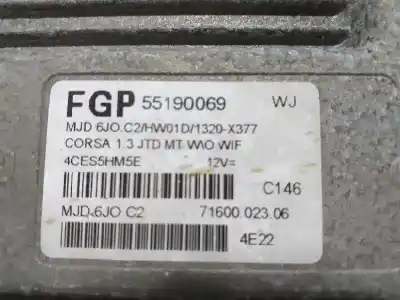 FGP 55190069 WJ
MJD 6JO.C2/HW01D/1320-X377
CORSA 1.3 JTD MT W\O WIF
4CES5HM5E 12V=
C146
MJD 6JO C2 71600.023.06
4E22